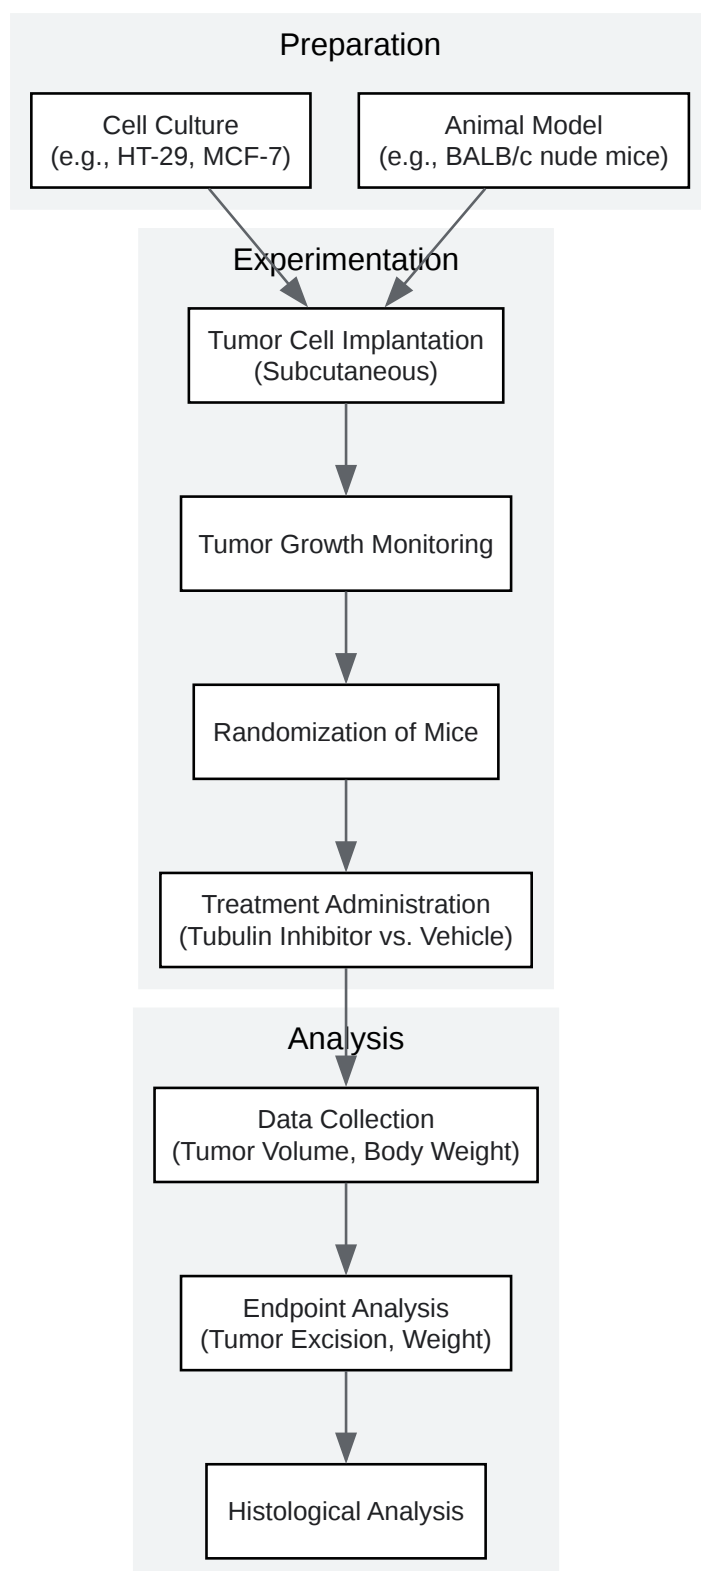 Preparation
Cell Culture
(e.g., HT-29, MCF-7)
Animal Model
(e.g., BALB/c nude mice)
Experimentation
Tumor Cell Implantation
(Subcutaneous)
Tumor Growth Monitoring
Randomization of Mice
Treatment Administration
(Tubulin Inhibitor vs. Vehicle)
Analysis
Data Collection
(Tumor Volume, Body Weight)
Endpoint Analysis
(Tumor Excision, Weight)
Histological Analysis